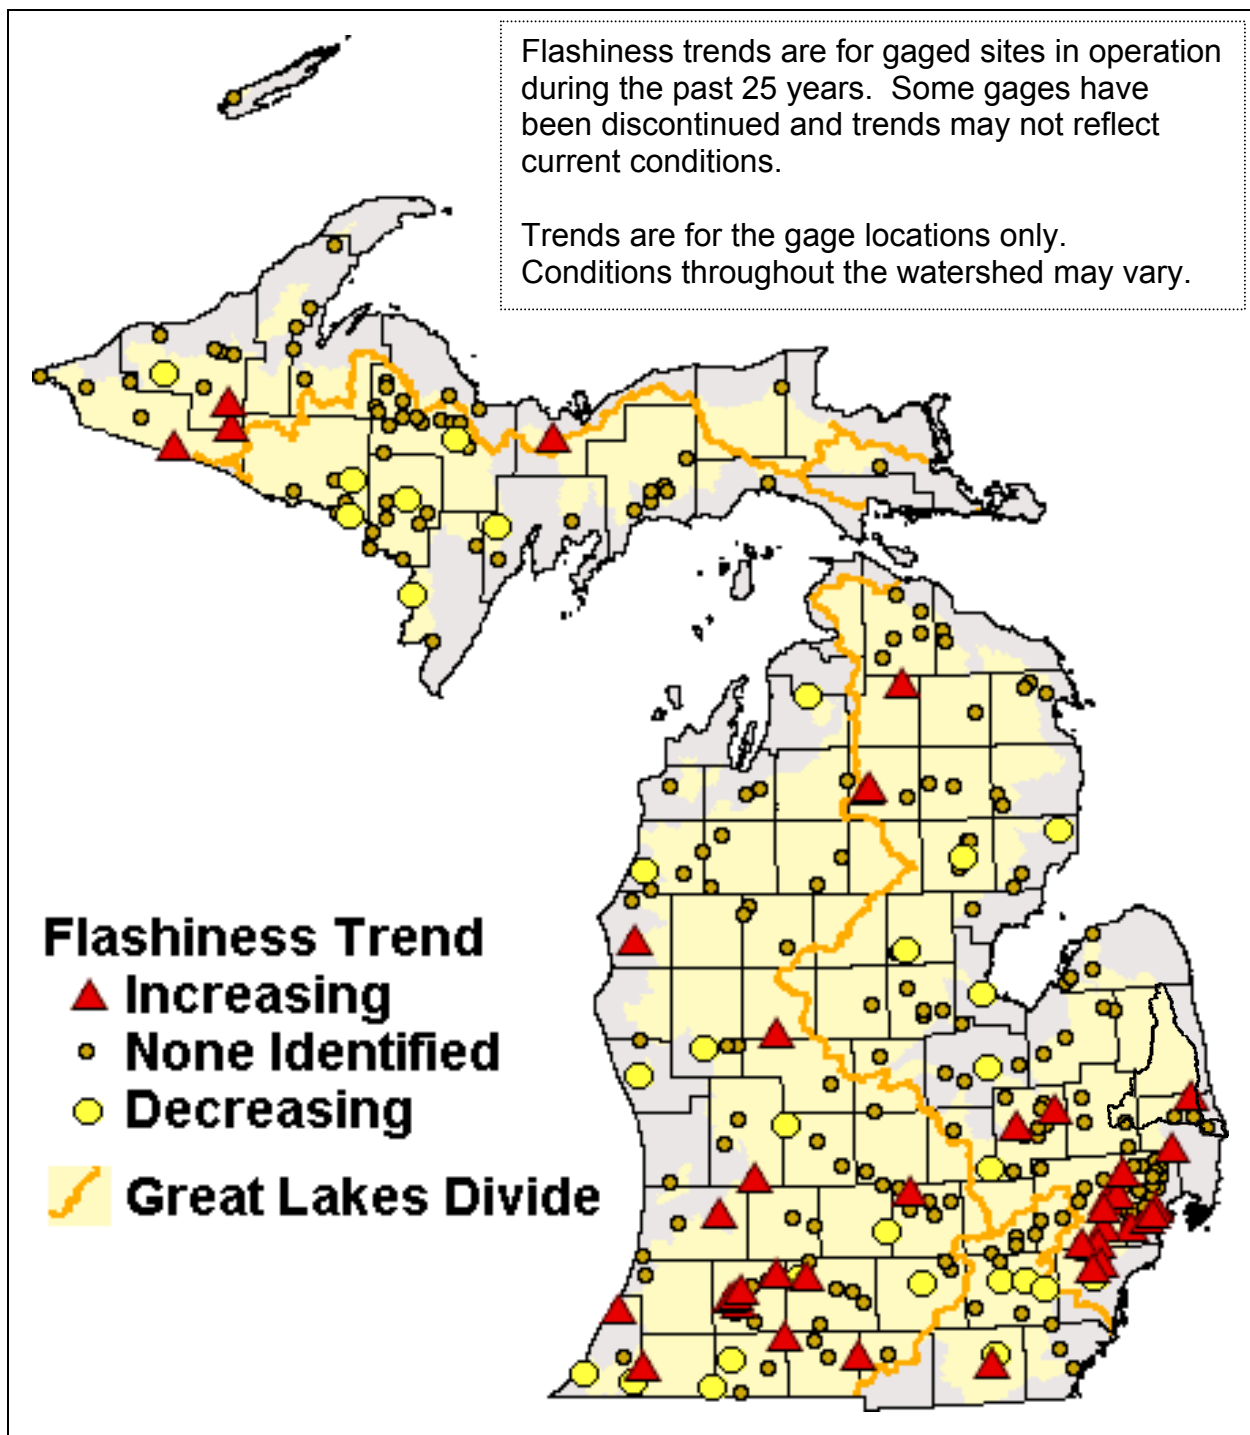 Flashiness trends are for gaged sites in operation
during the past 25 years.  Some gages have
been discontinued and trends may not reflect
current conditions.
Trends are for the gage locations only.
Conditions throughout the watershed may vary.
Flashiness Trend
Increasing
None Identified
Decreasing
Great Lakes Divide